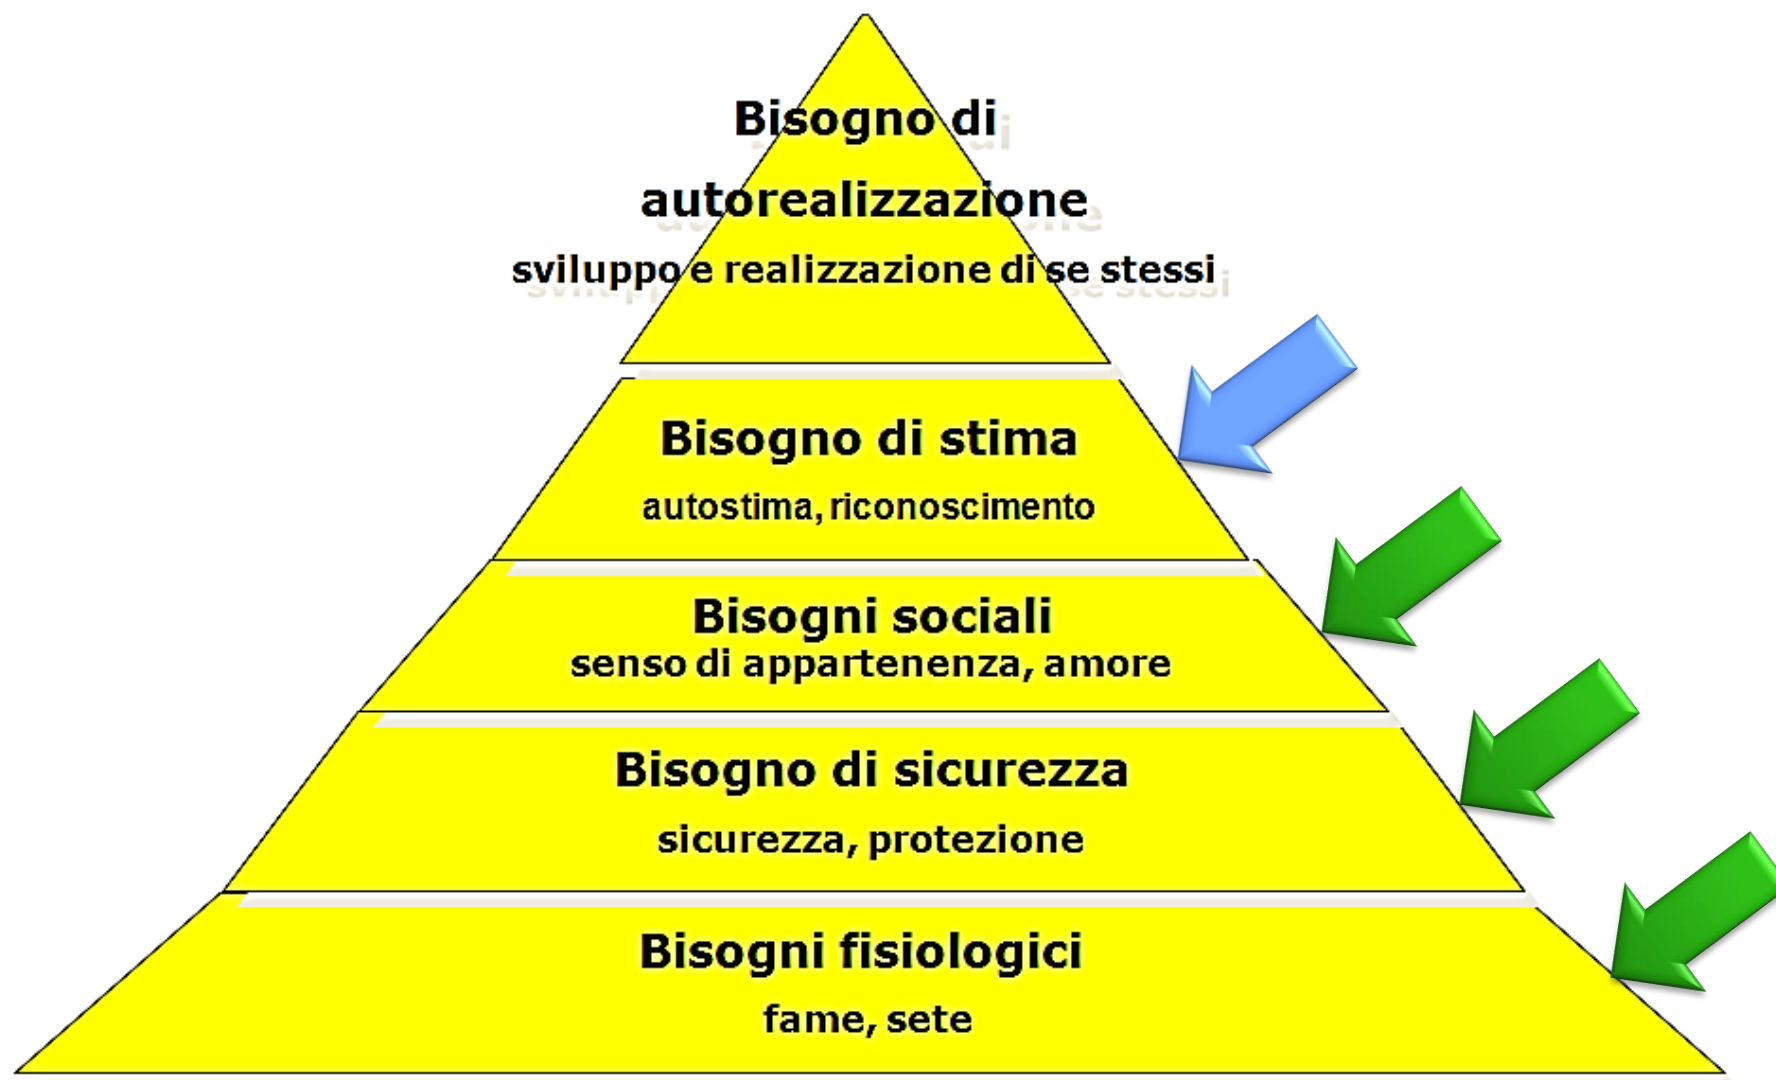 Bisogno di
autorealizzazione
sviluppo e realizzazione di se stessi
Bisogno di stima
autostima, riconoscimento
Bisogni sociali
senso di appartenenza, amore
Bisogno di sicurezza
sicurezza, protezione
Bisogni fisiologici
fame, sete